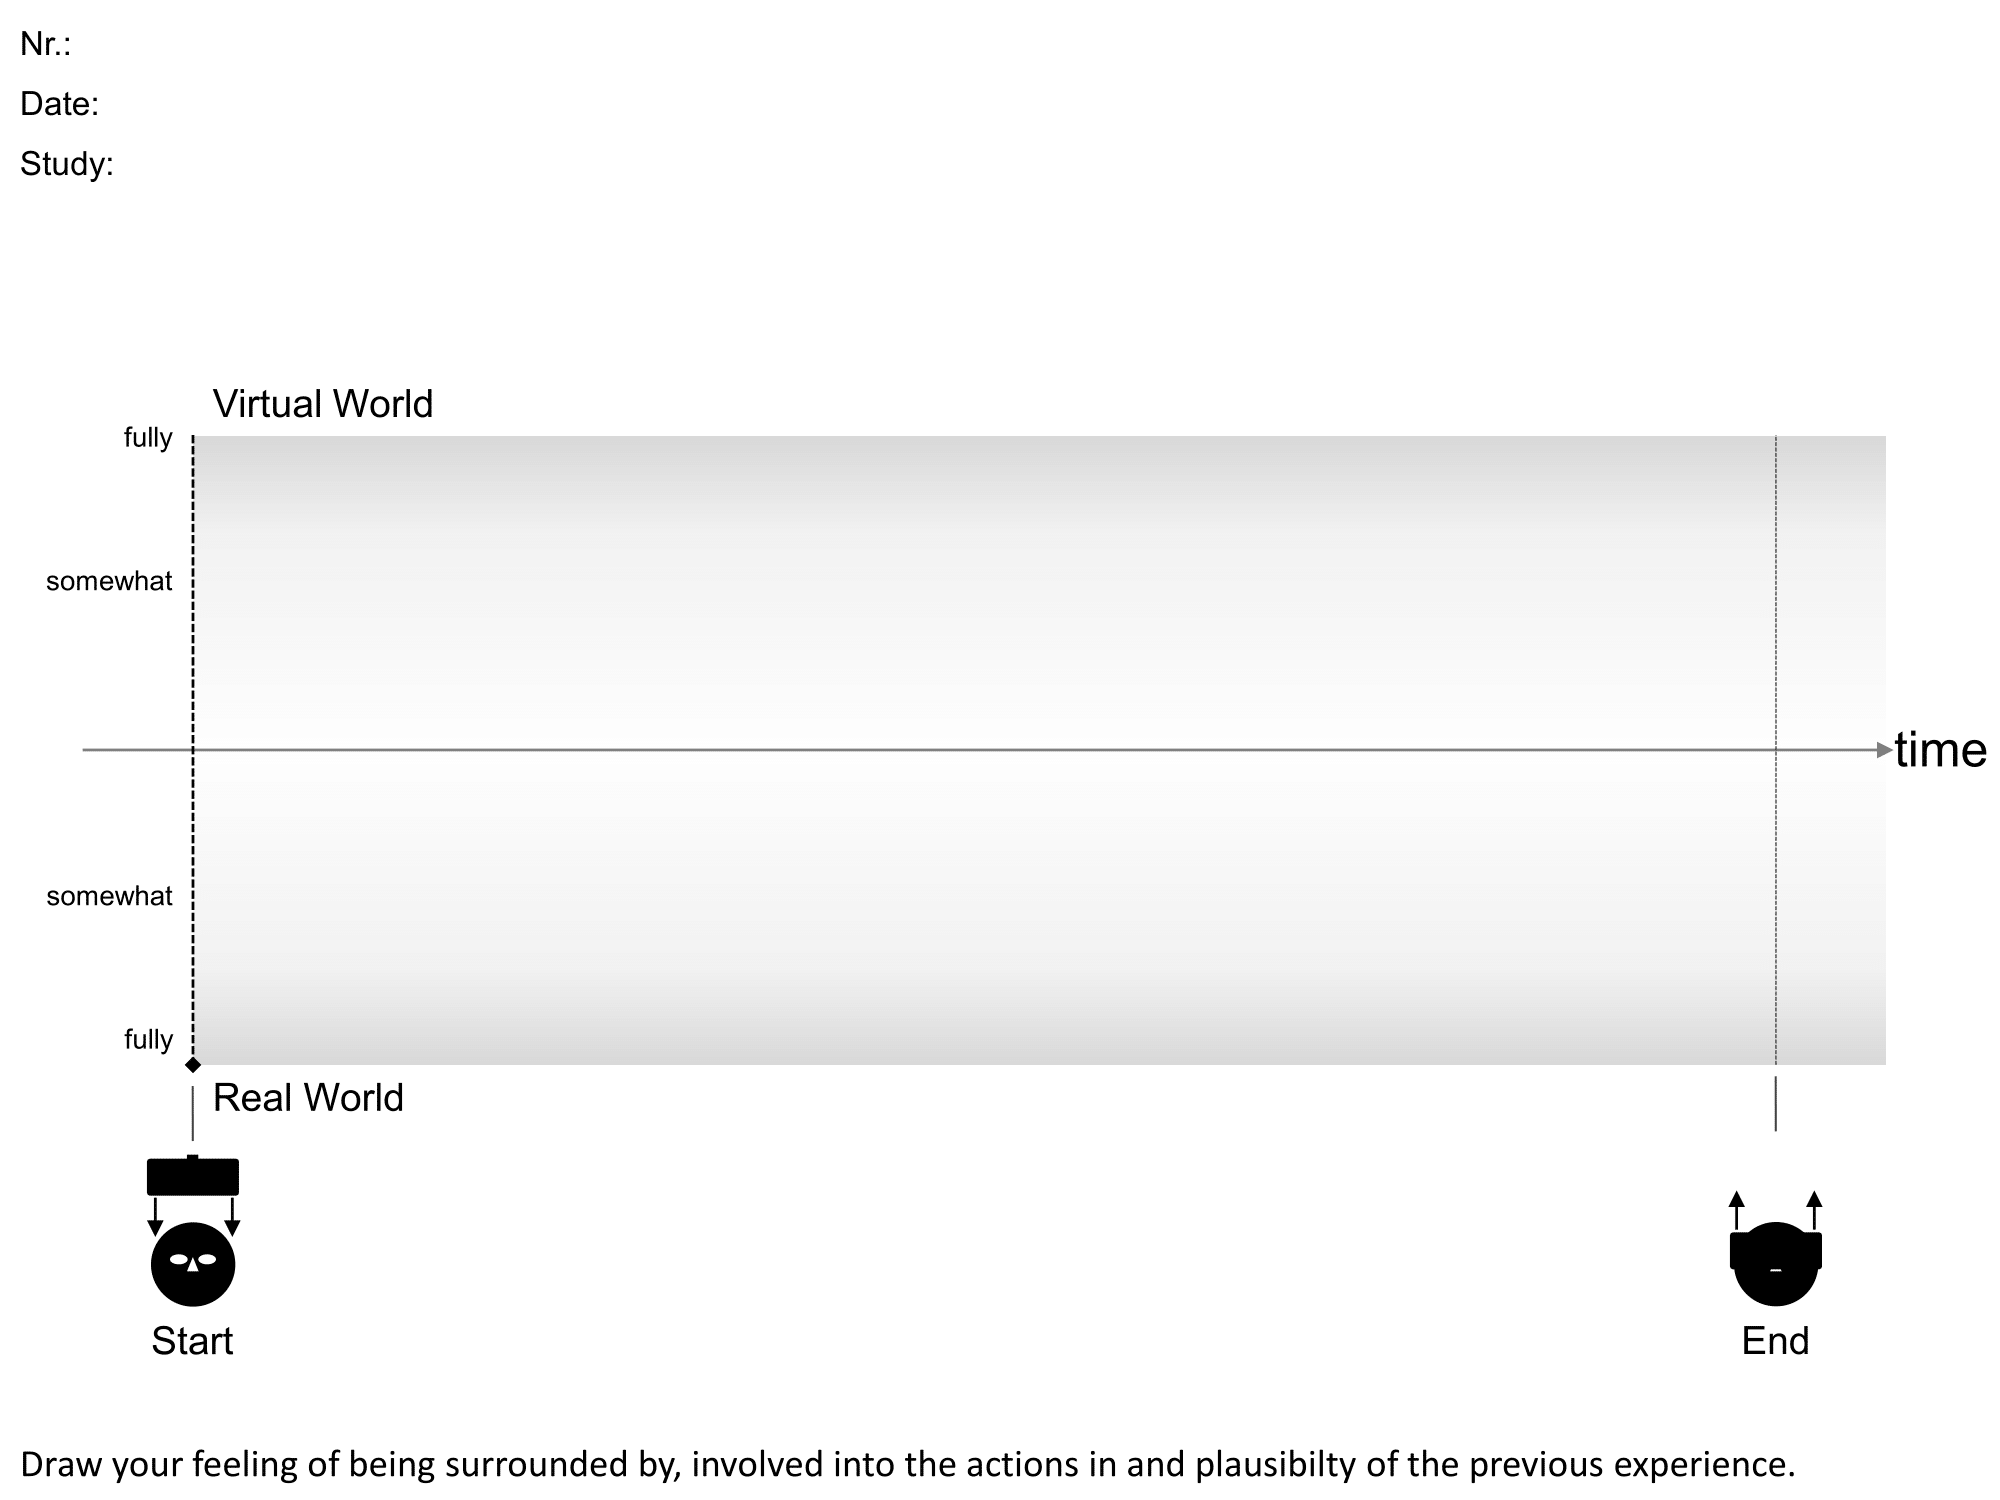 Nr.:
Date:
Study:
Virtual World
fully
somewhat
time
somewhat
fully
Real World
Start
End
Draw your feeling of being surrounded by, involved into the actions in and plausibilty of the previous experience.